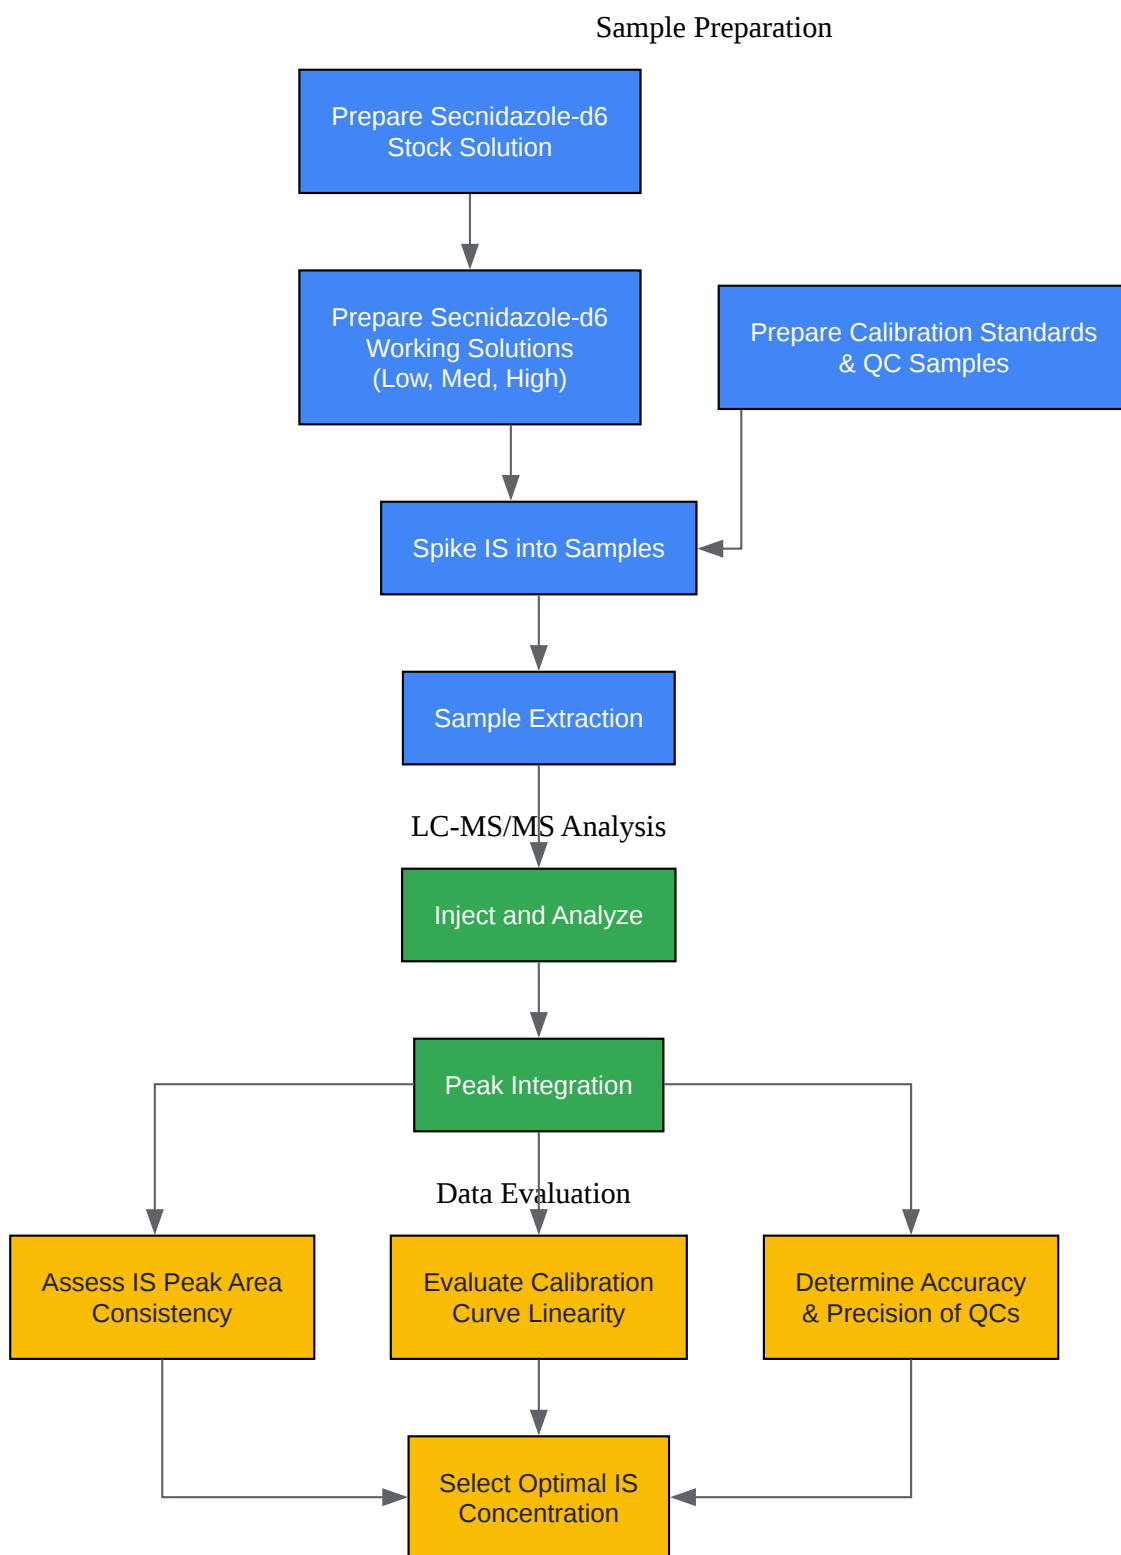 Sample Preparation
Prepare Secnidazole-d6
Stock Solution
Prepare Secnidazole-d6
Working Solutions
(Low, Med, High)
Prepare Calibration Standards
& QC Samples
Spike IS into Samples
Sample Extraction
LC-MS/MS Analysis
Inject and Analyze
Peak Integration
Data Evaluation
Assess IS Peak Area
Consistency
Evaluate Calibration
Curve Linearity
Determine Accuracy
& Precision of QCs
Select Optimal IS
Concentration